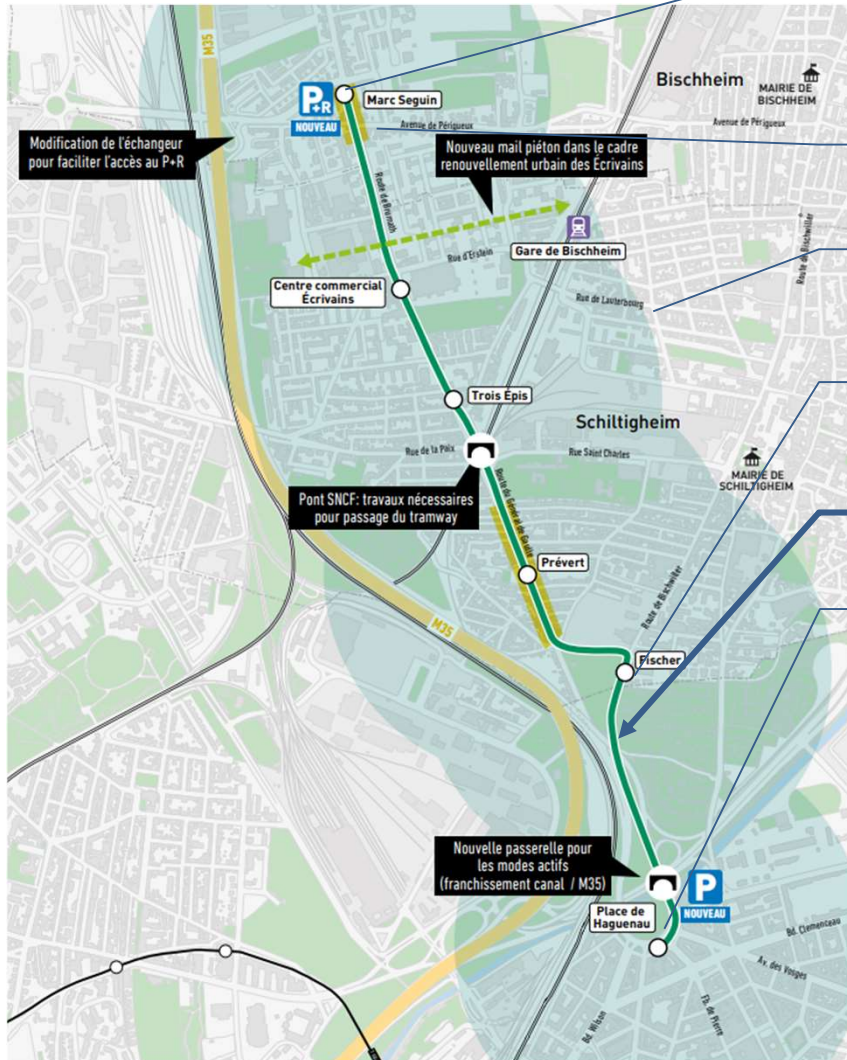 M35
Bischheim
MAIRIE DE
BISCHHEIM
P+R
NOUVEAU
Marc Seguin
Avenue de Périgueux
Avenue de Périgueux
Modification de l'échangeur
pour faciliter l'accès au P+R
Nouveau mail piéton dans le cadre
renouvellement urbain des Écrivains
Route de Brumath
Gare de Bischheim
Rue d'Erstein
Route de Bischwiller
Centre commercial
Écrivains
Rue de Lauterbourg
Trois Épis
Schiltigheim
Rue de la Paix
Rue Saint Charles
MAIRIE DE
SCHILTIGHEIM
Pont SNCF: travaux nécessaires
pour passage du tramway
Route du Général de Gaulle
Prévert
Route de Bischwiller
M35
Fischer
Nouvelle passerelle pour
les modes actifs
(franchissement canal / M35)
P
NOUVEAU
Place de
Haguenau
Bd. Clemenceau
Av. des Vosges
Bd. Wilson
Fb. de Pierre